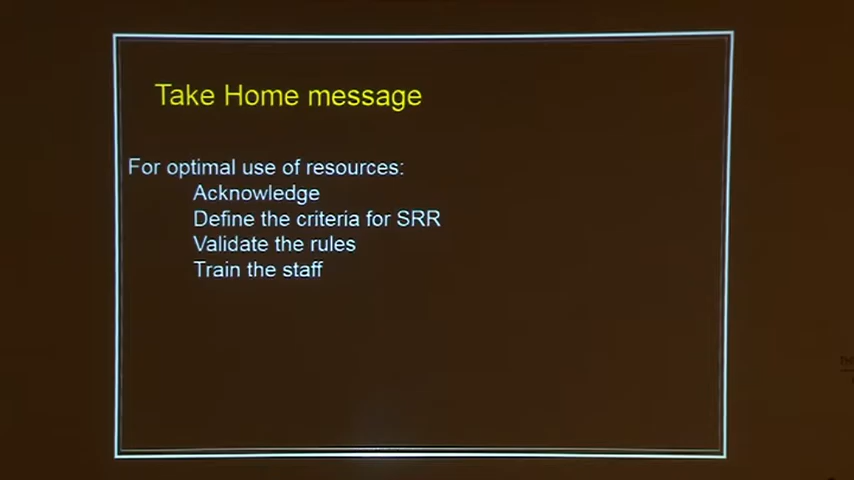 Take Home message
For optimal use of resources:
Acknowledge
Define the criteria for SRR
Validate the rules
Train the staff